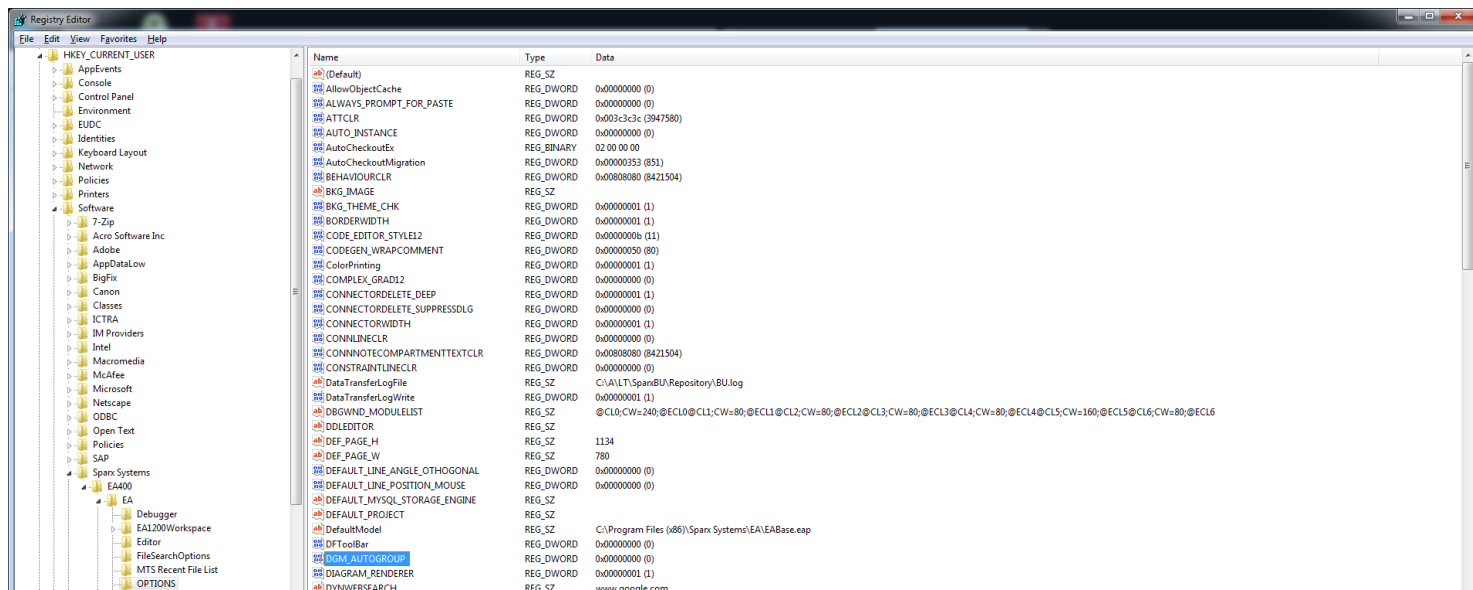 Registry Editor
File Edit View Favorites Help
HKEY_CURRENT_USER
AppEvents
Console
Control Panel
Environment
EUDC
Identities
Keyboard Layout
Network
Policies
Printers
Software
7-Zip
Acro Software Inc
Adobe
AppDataLow
BigFix
Canon
Classes
ICTRA
IM Providers
Intel
Macromedia
McAfee
Microsoft
Netscape
ODBC
Open Text
Policies
SAP
Sparx Systems
EA400
EA
Debugger
EA1200Workspace
Editor
FileSearchOptions
MTS Recent File List
OPTIONS
Name Type Data
(Default) REG_SZ
AllowObjectCache REG_DWORD 0x00000000 (0)
ALWAYS_PROMPT_FOR_PASTE REG_DWORD 0x00000000 (0)
ATTCLR REG_DWORD 0x003c3c3c (3947580)
AUTO_INSTANCE REG_DWORD 0x00000000 (0)
AutoCheckoutEx REG_BINARY 02 00 00 00
AutoCheckoutMigration REG_DWORD 0x00000353 (851)
BEHAVIOURCLR REG_DWORD 0x00808080 (8421504)
BKG_IMAGE REG_SZ
BKG_THEME_CHK REG_DWORD 0x00000001 (1)
BORDERWIDTH REG_DWORD 0x00000001 (1)
CODE_EDITOR_STYLE12 REG_DWORD 0x0000000b (11)
CODEGEN_WRAPCOMMENT REG_DWORD 0x00000050 (80)
ColorPrinting REG_DWORD 0x00000001 (1)
COMPLEX_GRAD12 REG_DWORD 0x00000000 (0)
CONNECTORDELETE_DEEP REG_DWORD 0x00000001 (1)
CONNECTORDELETE_SUPPRESSDLG REG_DWORD 0x00000000 (0)
CONNECTORWIDTH REG_DWORD 0x00000001 (1)
CONNLINECLR REG_DWORD 0x00000000 (0)
CONNNOTECOMPARTMENTTEXTCLR REG_DWORD 0x00808080 (8421504)
CONSTRAINTLINECLR REG_DWORD 0x00000000 (0)
DataTransferLogFile REG_SZ C:\A\LT\SparxBU\Repository\BU.log
DataTransferLogWrite REG_DWORD 0x00000001 (1)
DBGWND_MODULELIST REG_SZ @CL0;CW=240;@ECL0@CL1;CW=80;@ECL1@CL2;CW=80;@ECL2@CL3;CW=80;@ECL3@CL4;CW=80;@ECL4@CL5;CW=160;@ECL5@CL6;CW=80;@ECL6
DDLEDITOR REG_SZ
DEF_PAGE_H REG_SZ 1134
DEF_PAGE_W REG_SZ 780
DEFAULT_LINE_ANGLE_OTHOGONAL REG_DWORD 0x00000000 (0)
DEFAULT_LINE_POSITION_MOUSE REG_DWORD 0x00000000 (0)
DEFAULT_MYSQL_STORAGE_ENGINE REG_SZ
DEFAULT_PROJECT REG_SZ
DefaultModel REG_SZ C:\Program Files (x86)\Sparx Systems\EA\EABase.eap
DFToolBar REG_DWORD 0x00000000 (0)
DGM_AUTOGROUP REG_DWORD 0x00000000 (0)
DIAGRAM_RENDERER REG_DWORD 0x00000001 (1)
DYNWEBSEARCH REG_SZ www.google.com